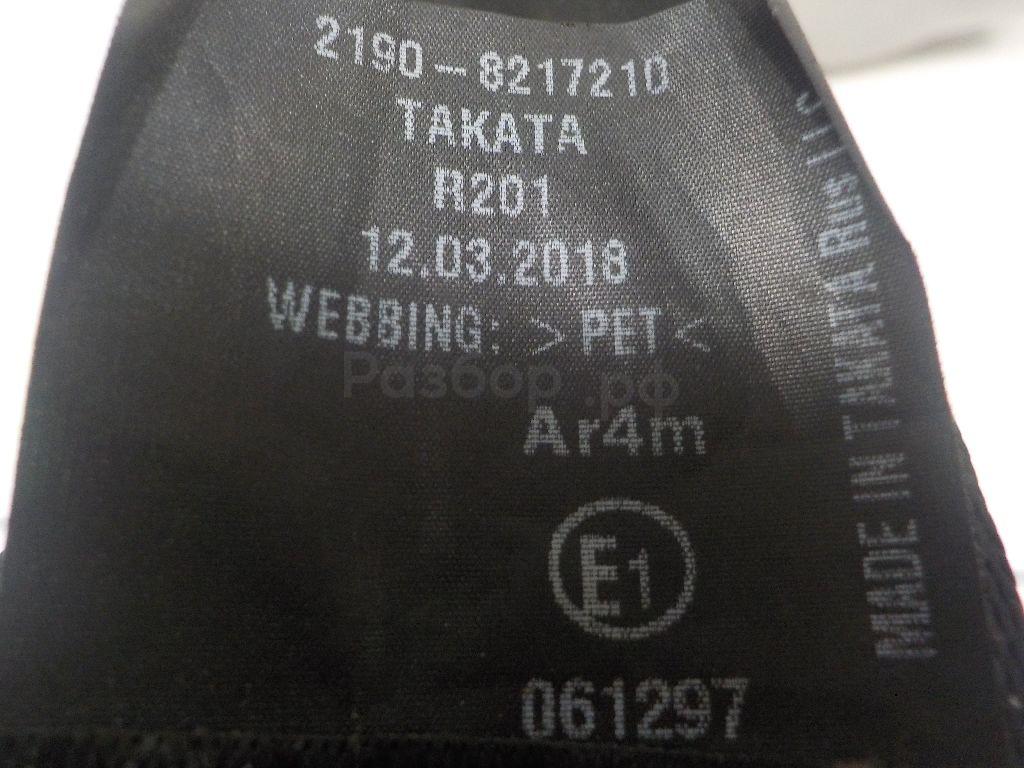 2190-8217210
TAKATA
R201
12.03.2018
WEBBING: >PET<
Разбор.рф
Ar4m
E1
061297
MADE IN TAKATA Rus LLC